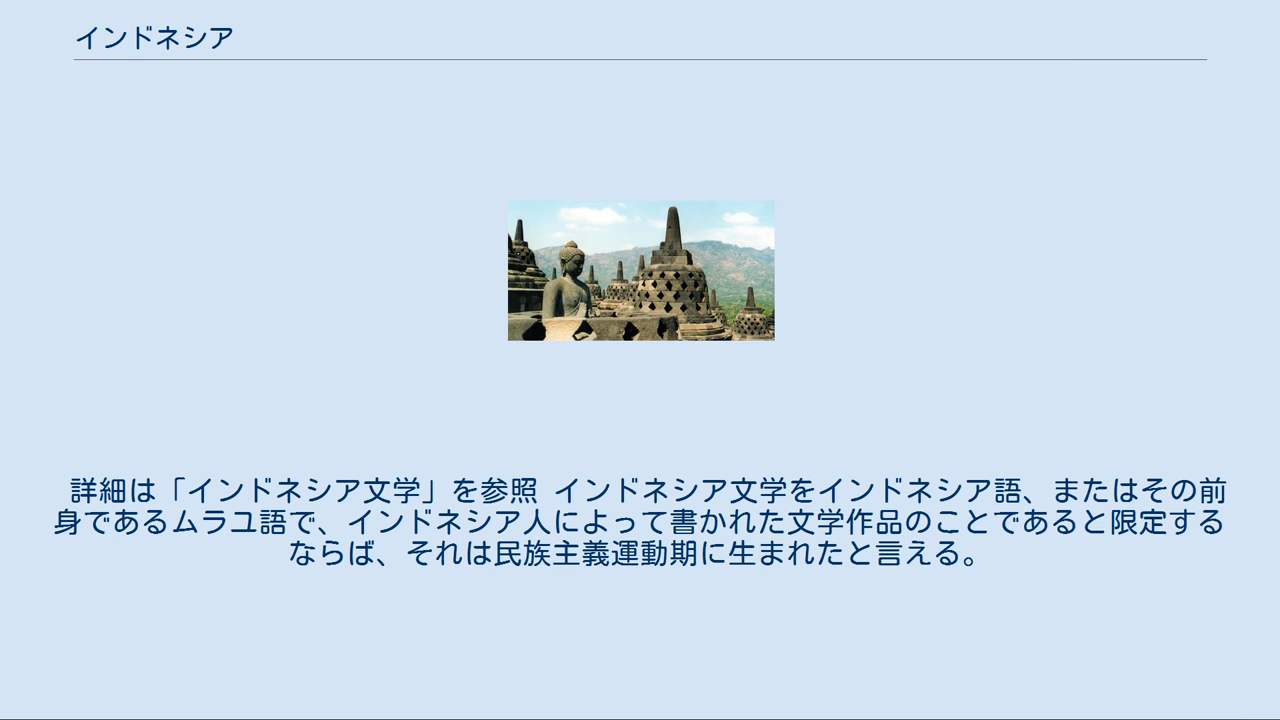 インドネシア
詳細は「インドネシア文学」を参照 インドネシア文学をインドネシア語、またはその前
身であるムラユ語で、インドネシア人によって書かれた文学作品のことであると限定する
ならば、それは民族主義運動期に生まれたと言える。